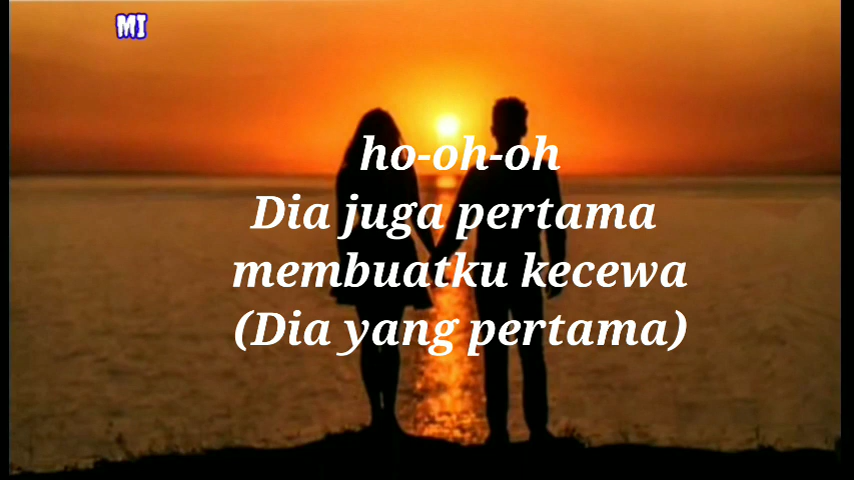 MI
ho-oh-oh
Dia juga pertama
membuatku kecewa
(Dia yang pertama)